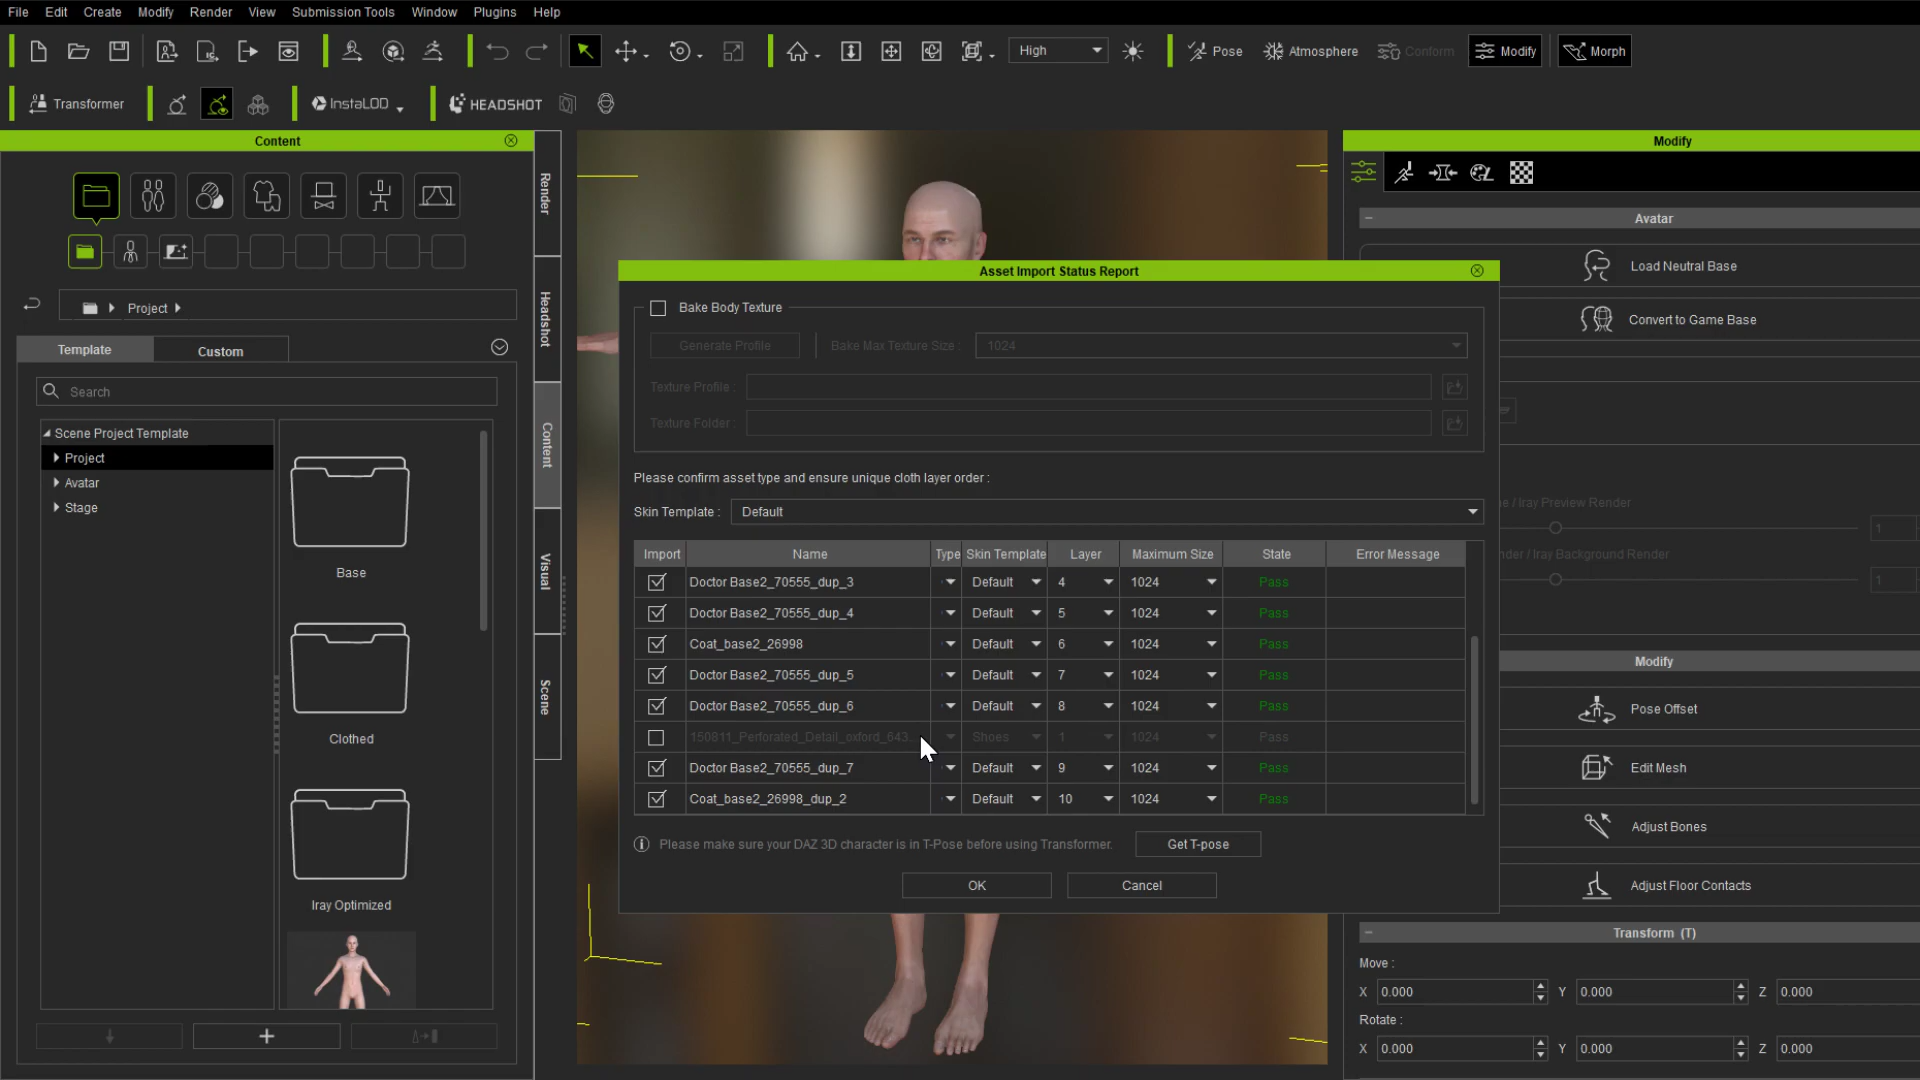 File Edit Create Modify Render View Submission Tools Window Plugins Help
High Pose Atmosphere Conform Modify Morph
Transformer InstaLOD HEADSHOT
Content
Project
Template Custom
Search
Scene Project Template
Project
Avatar
Stage
Base
Clothed
Iray Optimized
Render
Headshot
Content
Visual
Scene
Asset Import Status Report
Bake Body Texture
Generate Profile Bake Max Texture Size : 1024
Texture Profile :
Texture Folder :
Please confirm asset type and ensure unique cloth layer order :
Skin Template : Default
Import Name Type Skin Template Layer Maximum Size State Error Message
Doctor Base2_70555_dup_3 Default 4 1024 Pass
Doctor Base2_70555_dup_4 Default 5 1024 Pass
Coat_base2_26998 Default 6 1024 Pass
Doctor Base2_70555_dup_5 Default 7 1024 Pass
Doctor Base2_70555_dup_6 Default 8 1024 Pass
150811_Perforated_Detail_oxford_643. Shoes 1 1024 Pass
Doctor Base2_70555_dup_7 Default 9 1024 Pass
Coat_base2_26998_dup_2 Default 10 1024 Pass
Please make sure your DAZ 3D character is in T-Pose before using Transformer. Get T-pose
OK Cancel
Modify
Avatar
Load Neutral Base
Convert to Game Base
/ Iray Preview Render
1
/ Iray Background Render
1
Modify
Pose Offset
Edit Mesh
Adjust Bones
Adjust Floor Contacts
Transform (T)
Move :
X 0.000 Y 0.000 Z 0.000
Rotate :
X 0.000 Y 0.000 Z 0.000